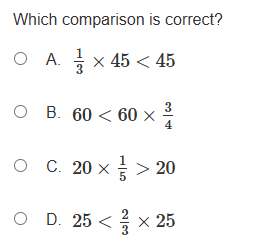 Which comparison is correct?
A. 1/3 × 45 < 45
B. 60 < 60 × 3/4
C. 20 × 1/5 > 20
D. 25 < 2/3 × 25